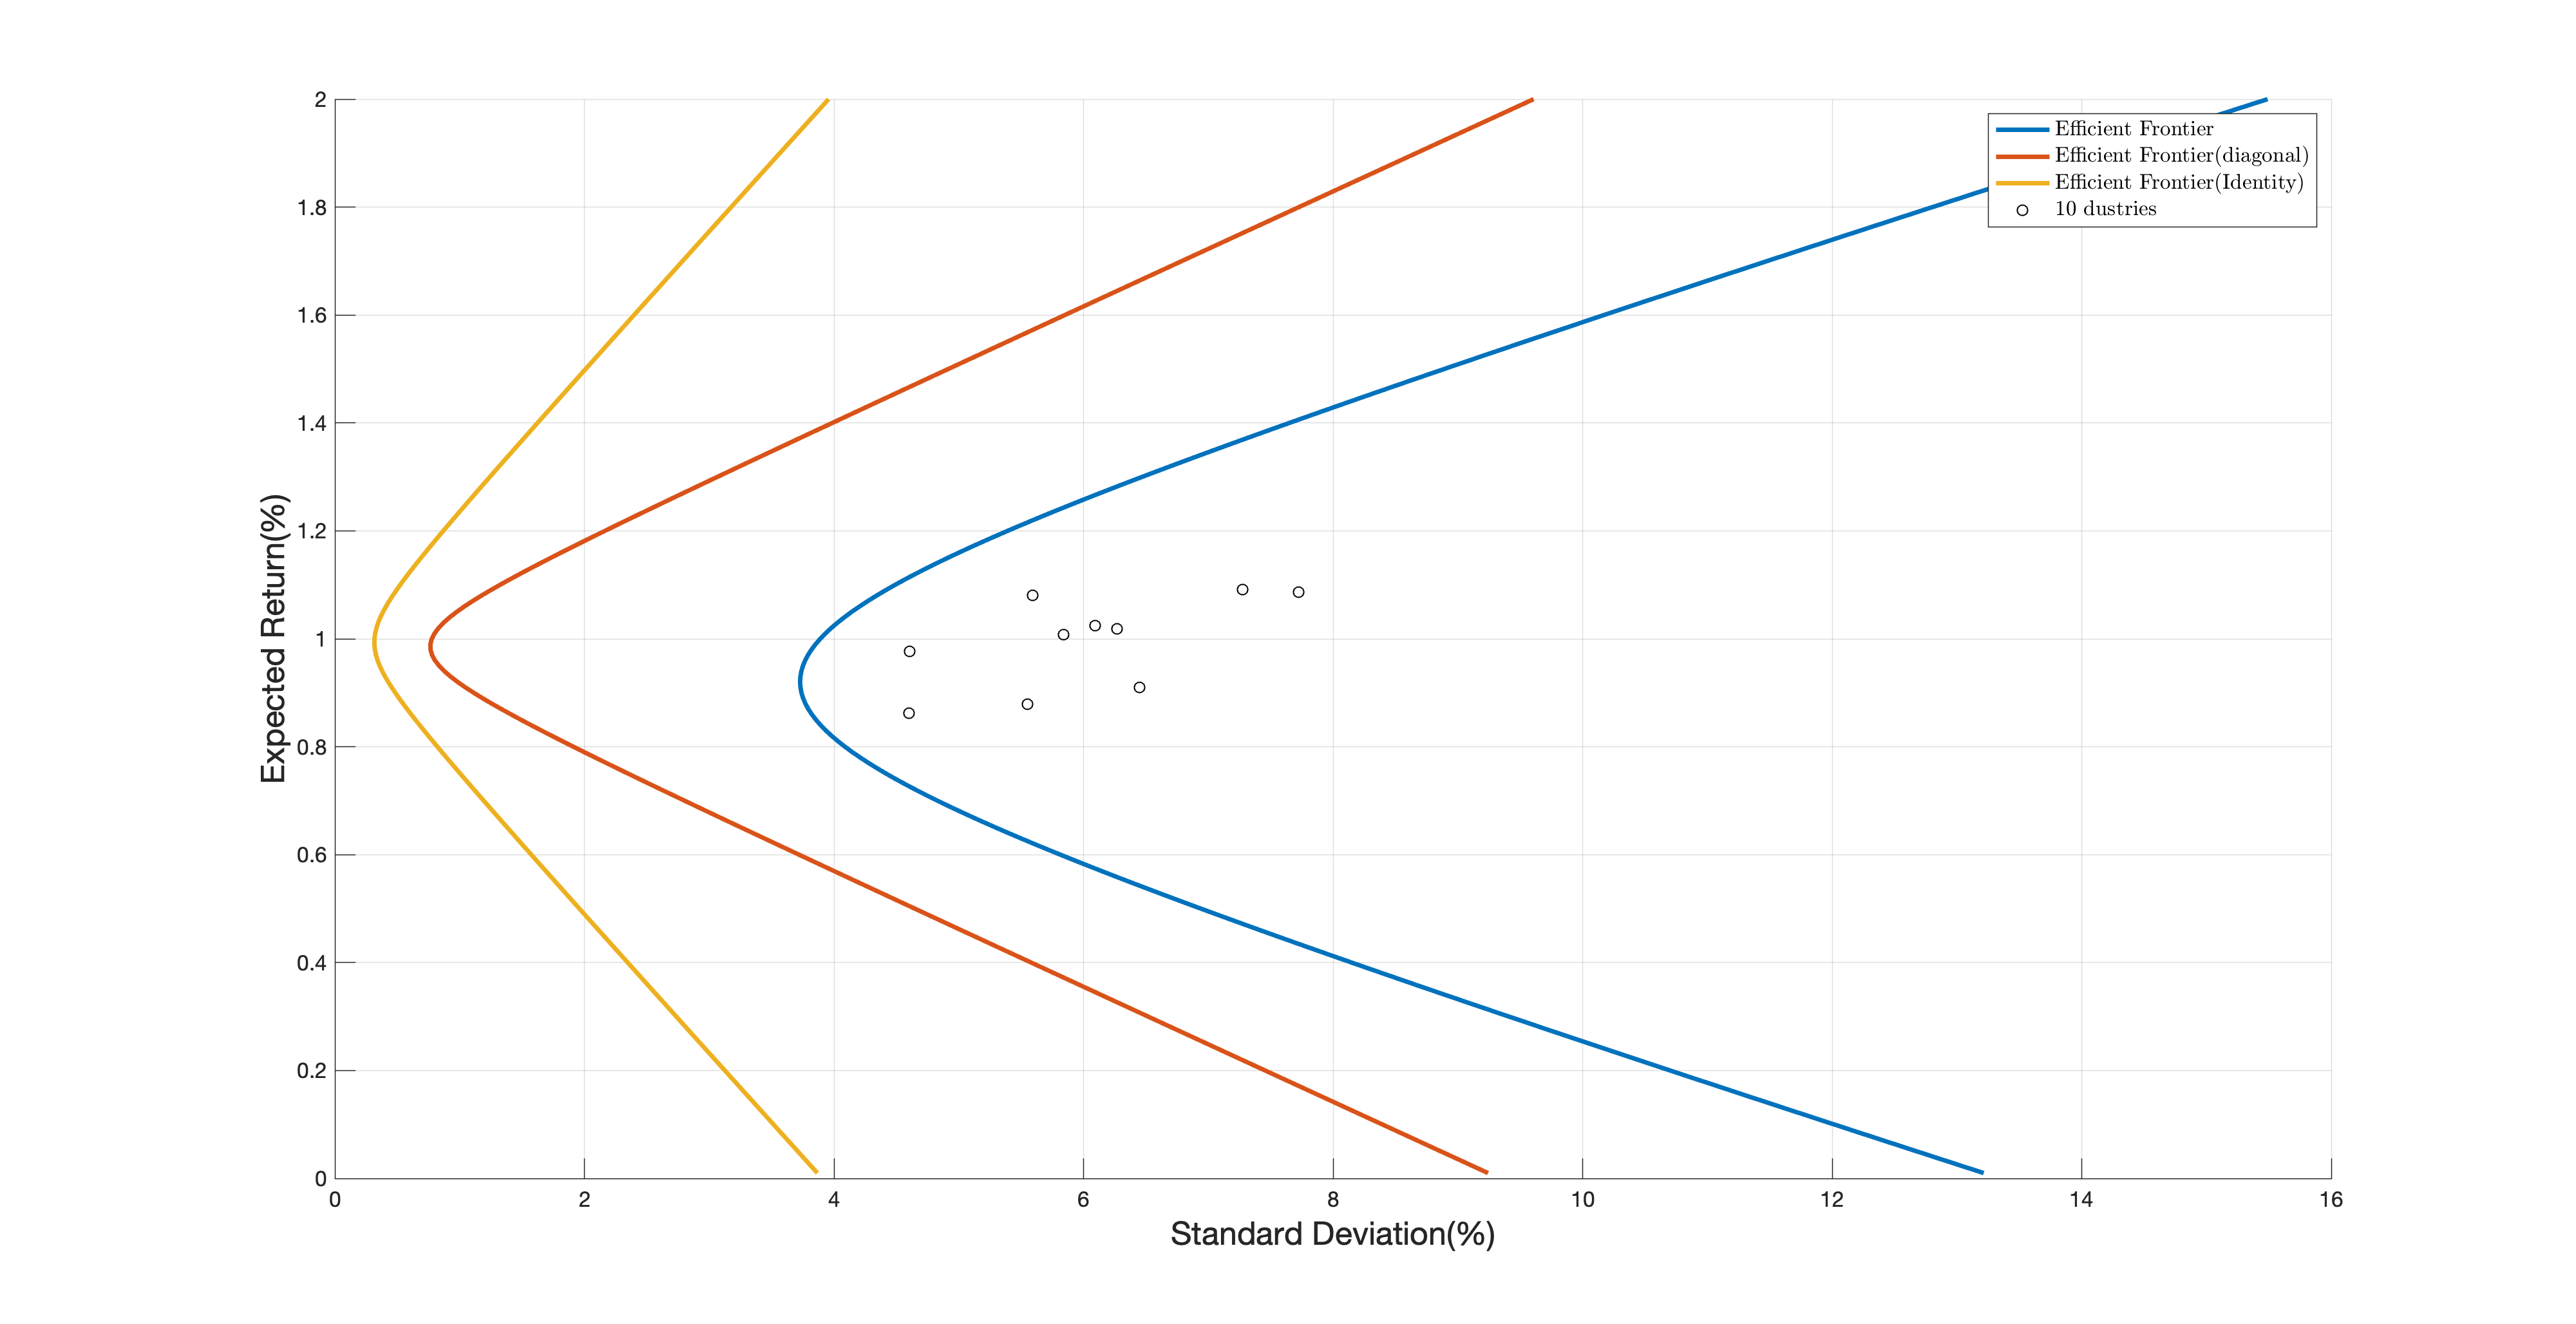 2
1.8
1.6
1.4
1.2
1
0.8
0.6
0.4
0.2
0
Expected Return(%)
Efficient Frontier
Efficient Frontier(diagonal)
Efficient Frontier(Identity)
10 dustries
0 2 4 6 8 10 12 14 16
Standard Deviation(%)